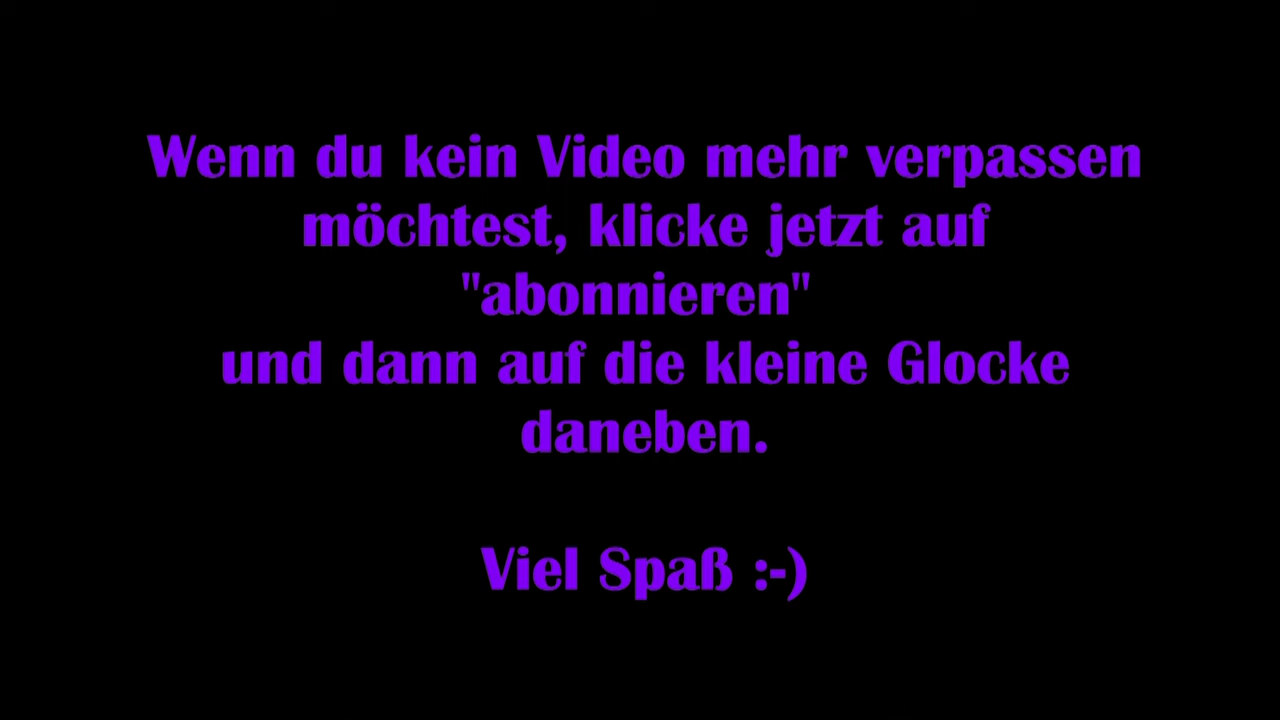 Wenn du kein Video mehr verpassen
möchtest, klicke jetzt auf
"abonnieren"
und dann auf die kleine Glocke
daneben.
Viel Spaß :-)